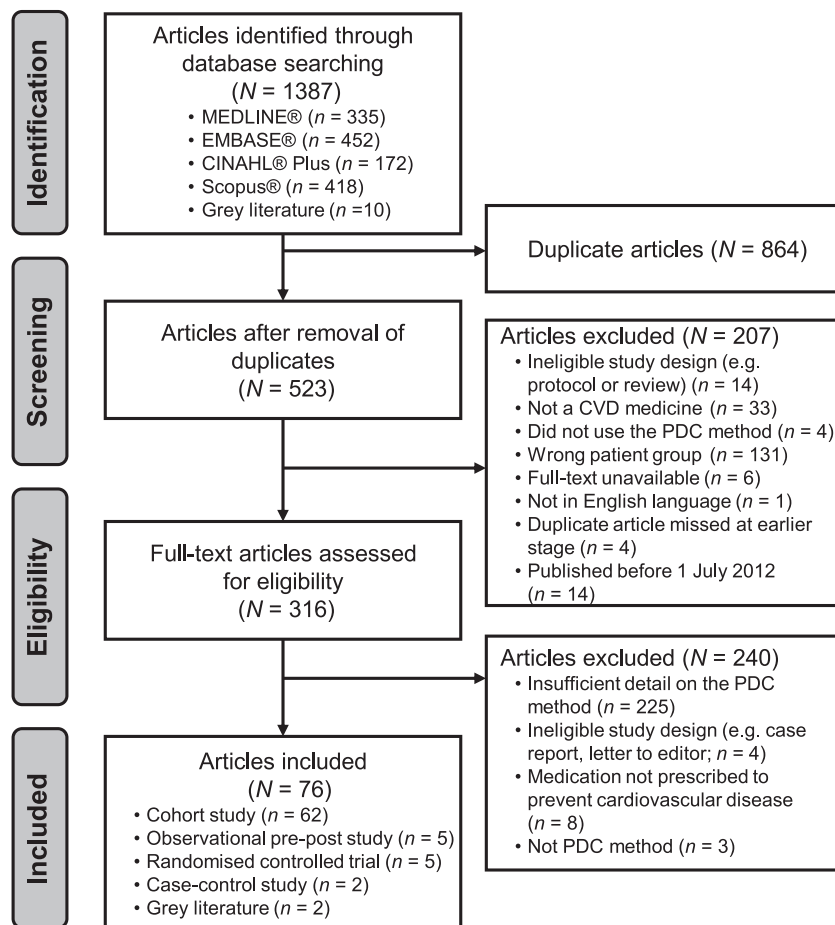 Identification
Articles identified through
database searching
(N = 1387)
• MEDLINE® (n = 335)
• EMBASE® (n = 452)
• CINAHL® Plus (n = 172)
• Scopus® (n = 418)
• Grey literature (n =10)
Duplicate articles (N = 864)
Screening
Articles after removal of
duplicates
(N = 523)
Articles excluded (N = 207)
• Ineligible study design (e.g.
protocol or review) (n = 14)
• Not a CVD medicine (n = 33)
• Did not use the PDC method (n = 4)
• Wrong patient group (n = 131)
• Full-text unavailable (n = 6)
• Not in English language (n = 1)
• Duplicate article missed at earlier
stage (n = 4)
• Published before 1 July 2012
(n = 14)
Eligibility
Full-text articles assessed
for eligibility
(N = 316)
Articles excluded (N = 240)
• Insufficient detail on the PDC
method (n = 225)
• Ineligible study design (e.g. case
report, letter to editor; n = 4)
• Medication not prescribed to
prevent cardiovascular disease
(n = 8)
• Not PDC method (n = 3)
Included
Articles included
(N = 76)
• Cohort study (n = 62)
• Observational pre-post study (n = 5)
• Randomised controlled trial (n = 5)
• Case-control study (n = 2)
• Grey literature (n = 2)